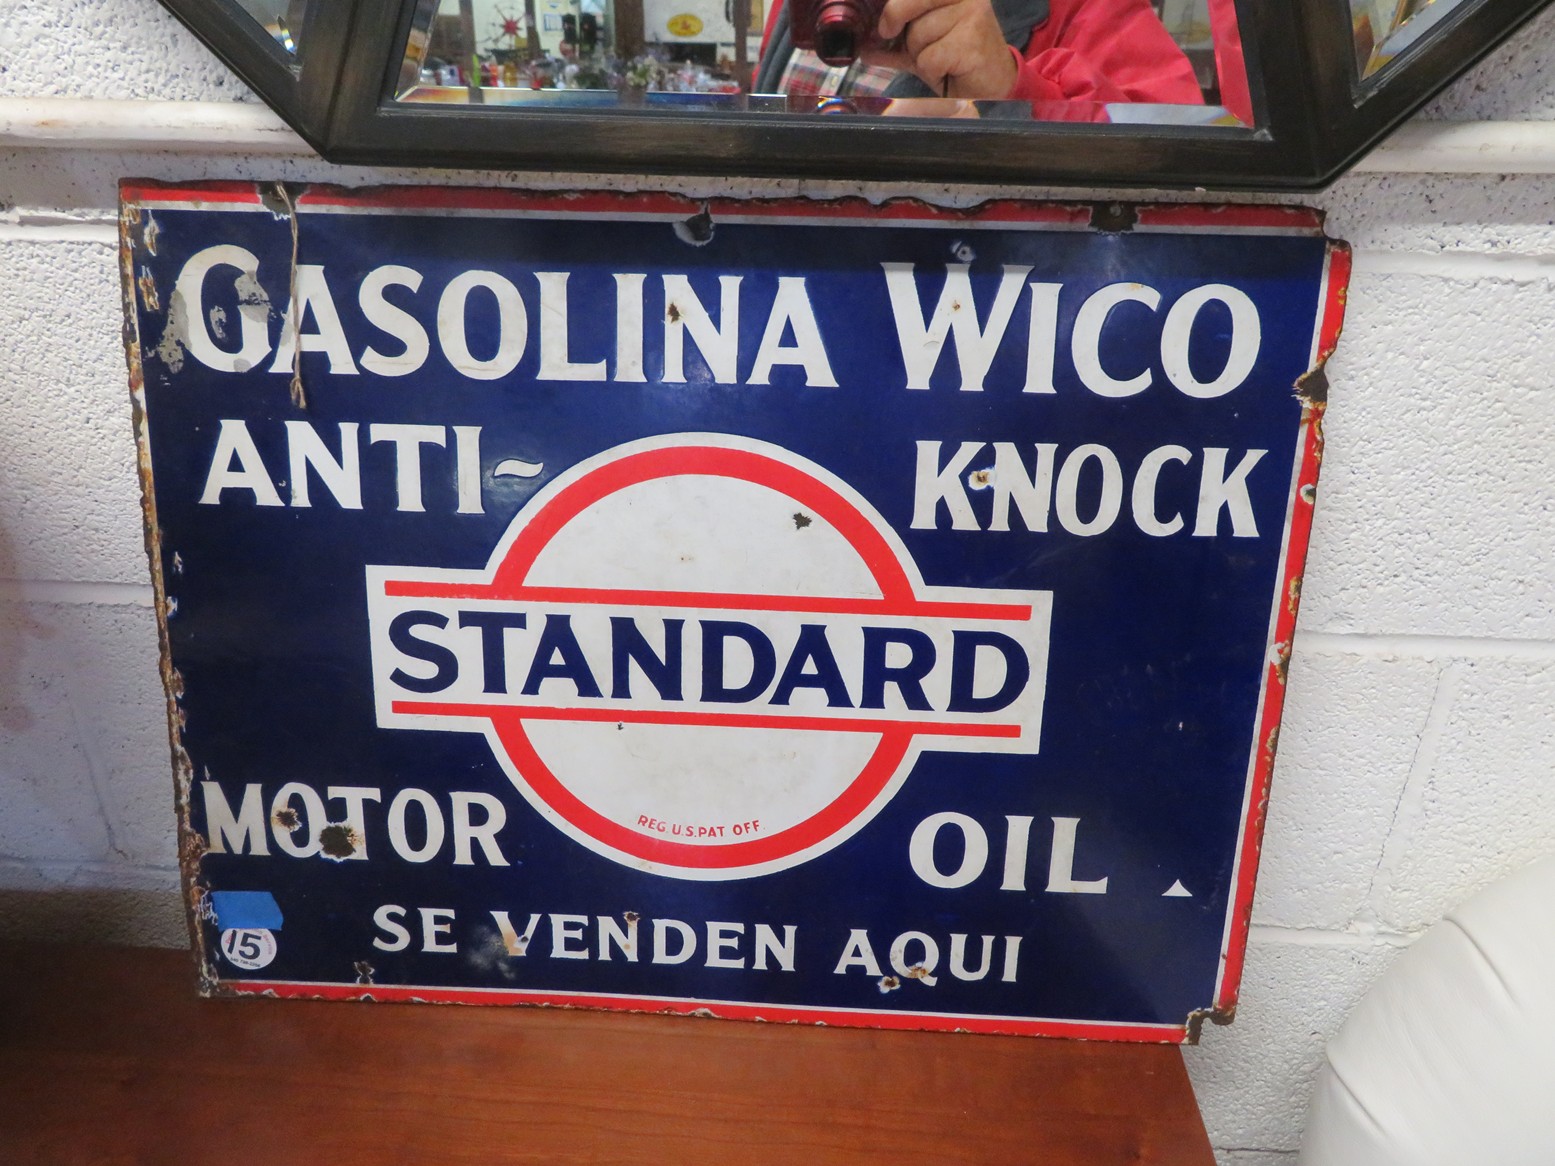 GASOLINA WICO
ANTI- KNOCK
STANDARD
REG. U.S. PAT. OFF.
MOTOR OIL
SE VENDEN AQUI
15